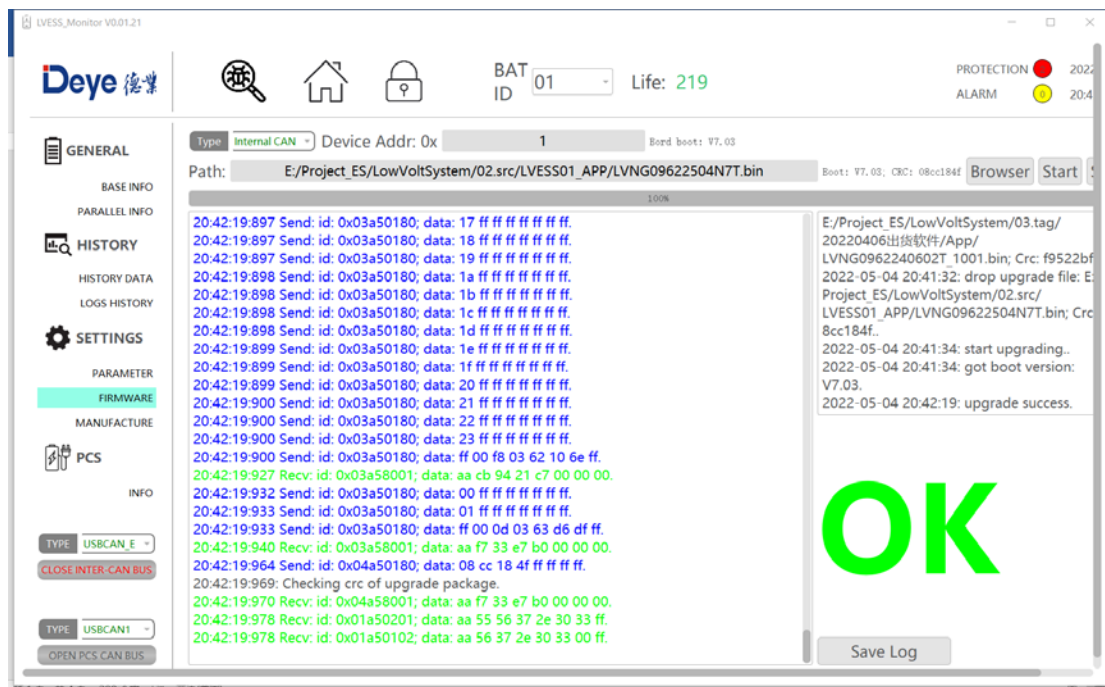 LVESS_Monitor V0.01.21
Deye 德業
BAT ID 01
Life: 219
PROTECTION
2022
ALARM 0
20:4
GENERAL
BASE INFO
PARALLEL INFO
HISTORY
HISTORY DATA
LOGS HISTORY
SETTINGS
PARAMETER
FIRMWARE
MANUFACTURE
PCS
INFO
TYPE USBCAN_E
CLOSE INTER-CAN BUS
TYPE USBCAN1
OPEN PCS CAN BUS
Type Internal CAN Device Addr: 0x 1 Bord boot: V7.03
Path: E:/Project_ES/LowVoltSystem/02.src/LVESS01_APP/LVNG09622504N7T.bin Boot: V7.03; CRC: 08cc184f Browser Start
100%
20:42:19:897 Send: id: 0x03a50180; data: 17 ff ff ff ff ff ff ff.
20:42:19:897 Send: id: 0x03a50180; data: 18 ff ff ff ff ff ff ff.
20:42:19:897 Send: id: 0x03a50180; data: 19 ff ff ff ff ff ff ff.
20:42:19:898 Send: id: 0x03a50180; data: 1a ff ff ff ff ff ff ff.
20:42:19:898 Send: id: 0x03a50180; data: 1b ff ff ff ff ff ff ff.
20:42:19:898 Send: id: 0x03a50180; data: 1c ff ff ff ff ff ff ff.
20:42:19:898 Send: id: 0x03a50180; data: 1d ff ff ff ff ff ff ff.
20:42:19:899 Send: id: 0x03a50180; data: 1e ff ff ff ff ff ff ff.
20:42:19:899 Send: id: 0x03a50180; data: 1f ff ff ff ff ff ff ff.
20:42:19:899 Send: id: 0x03a50180; data: 20 ff ff ff ff ff ff ff.
20:42:19:900 Send: id: 0x03a50180; data: 21 ff ff ff ff ff ff ff.
20:42:19:900 Send: id: 0x03a50180; data: 22 ff ff ff ff ff ff ff.
20:42:19:900 Send: id: 0x03a50180; data: 23 ff ff ff ff ff ff ff.
20:42:19:900 Send: id: 0x03a50180; data: ff 00 f8 03 62 10 6e ff.
20:42:19:927 Recv: id: 0x03a58001; data: aa cb 94 21 c7 00 00 00.
20:42:19:932 Send: id: 0x03a50180; data: 00 ff ff ff ff ff ff ff.
20:42:19:933 Send: id: 0x03a50180; data: 01 ff ff ff ff ff ff ff.
20:42:19:933 Send: id: 0x03a50180; data: ff 00 0d 03 63 d6 df ff.
20:42:19:940 Recv: id: 0x03a58001; data: aa f7 33 e7 b0 00 00 00.
20:42:19:964 Send: id: 0x04a50180; data: 08 cc 18 4f ff ff ff ff.
20:42:19:969: Checking crc of upgrade package.
20:42:19:970 Recv: id: 0x04a58001; data: aa f7 33 e7 b0 00 00 00.
20:42:19:978 Recv: id: 0x01a50201; data: aa 55 56 37 2e 30 33 ff.
20:42:19:978 Recv: id: 0x01a50102; data: aa 56 37 2e 30 33 00 ff.
E:/Project_ES/LowVoltSystem/03.tag/
20220406出货软件/App/
LVNG0962240602T_1001.bin; Crc: f9522bf
2022-05-04 20:41:32: drop upgrade file: E:
Project_ES/LowVoltSystem/02.src/
LVESS01_APP/LVNG09622504N7T.bin; Crc
8cc184f..
2022-05-04 20:41:34: start upgrading..
2022-05-04 20:41:34: got boot version:
V7.03.
2022-05-04 20:42:19: upgrade success.
OK
Save Log